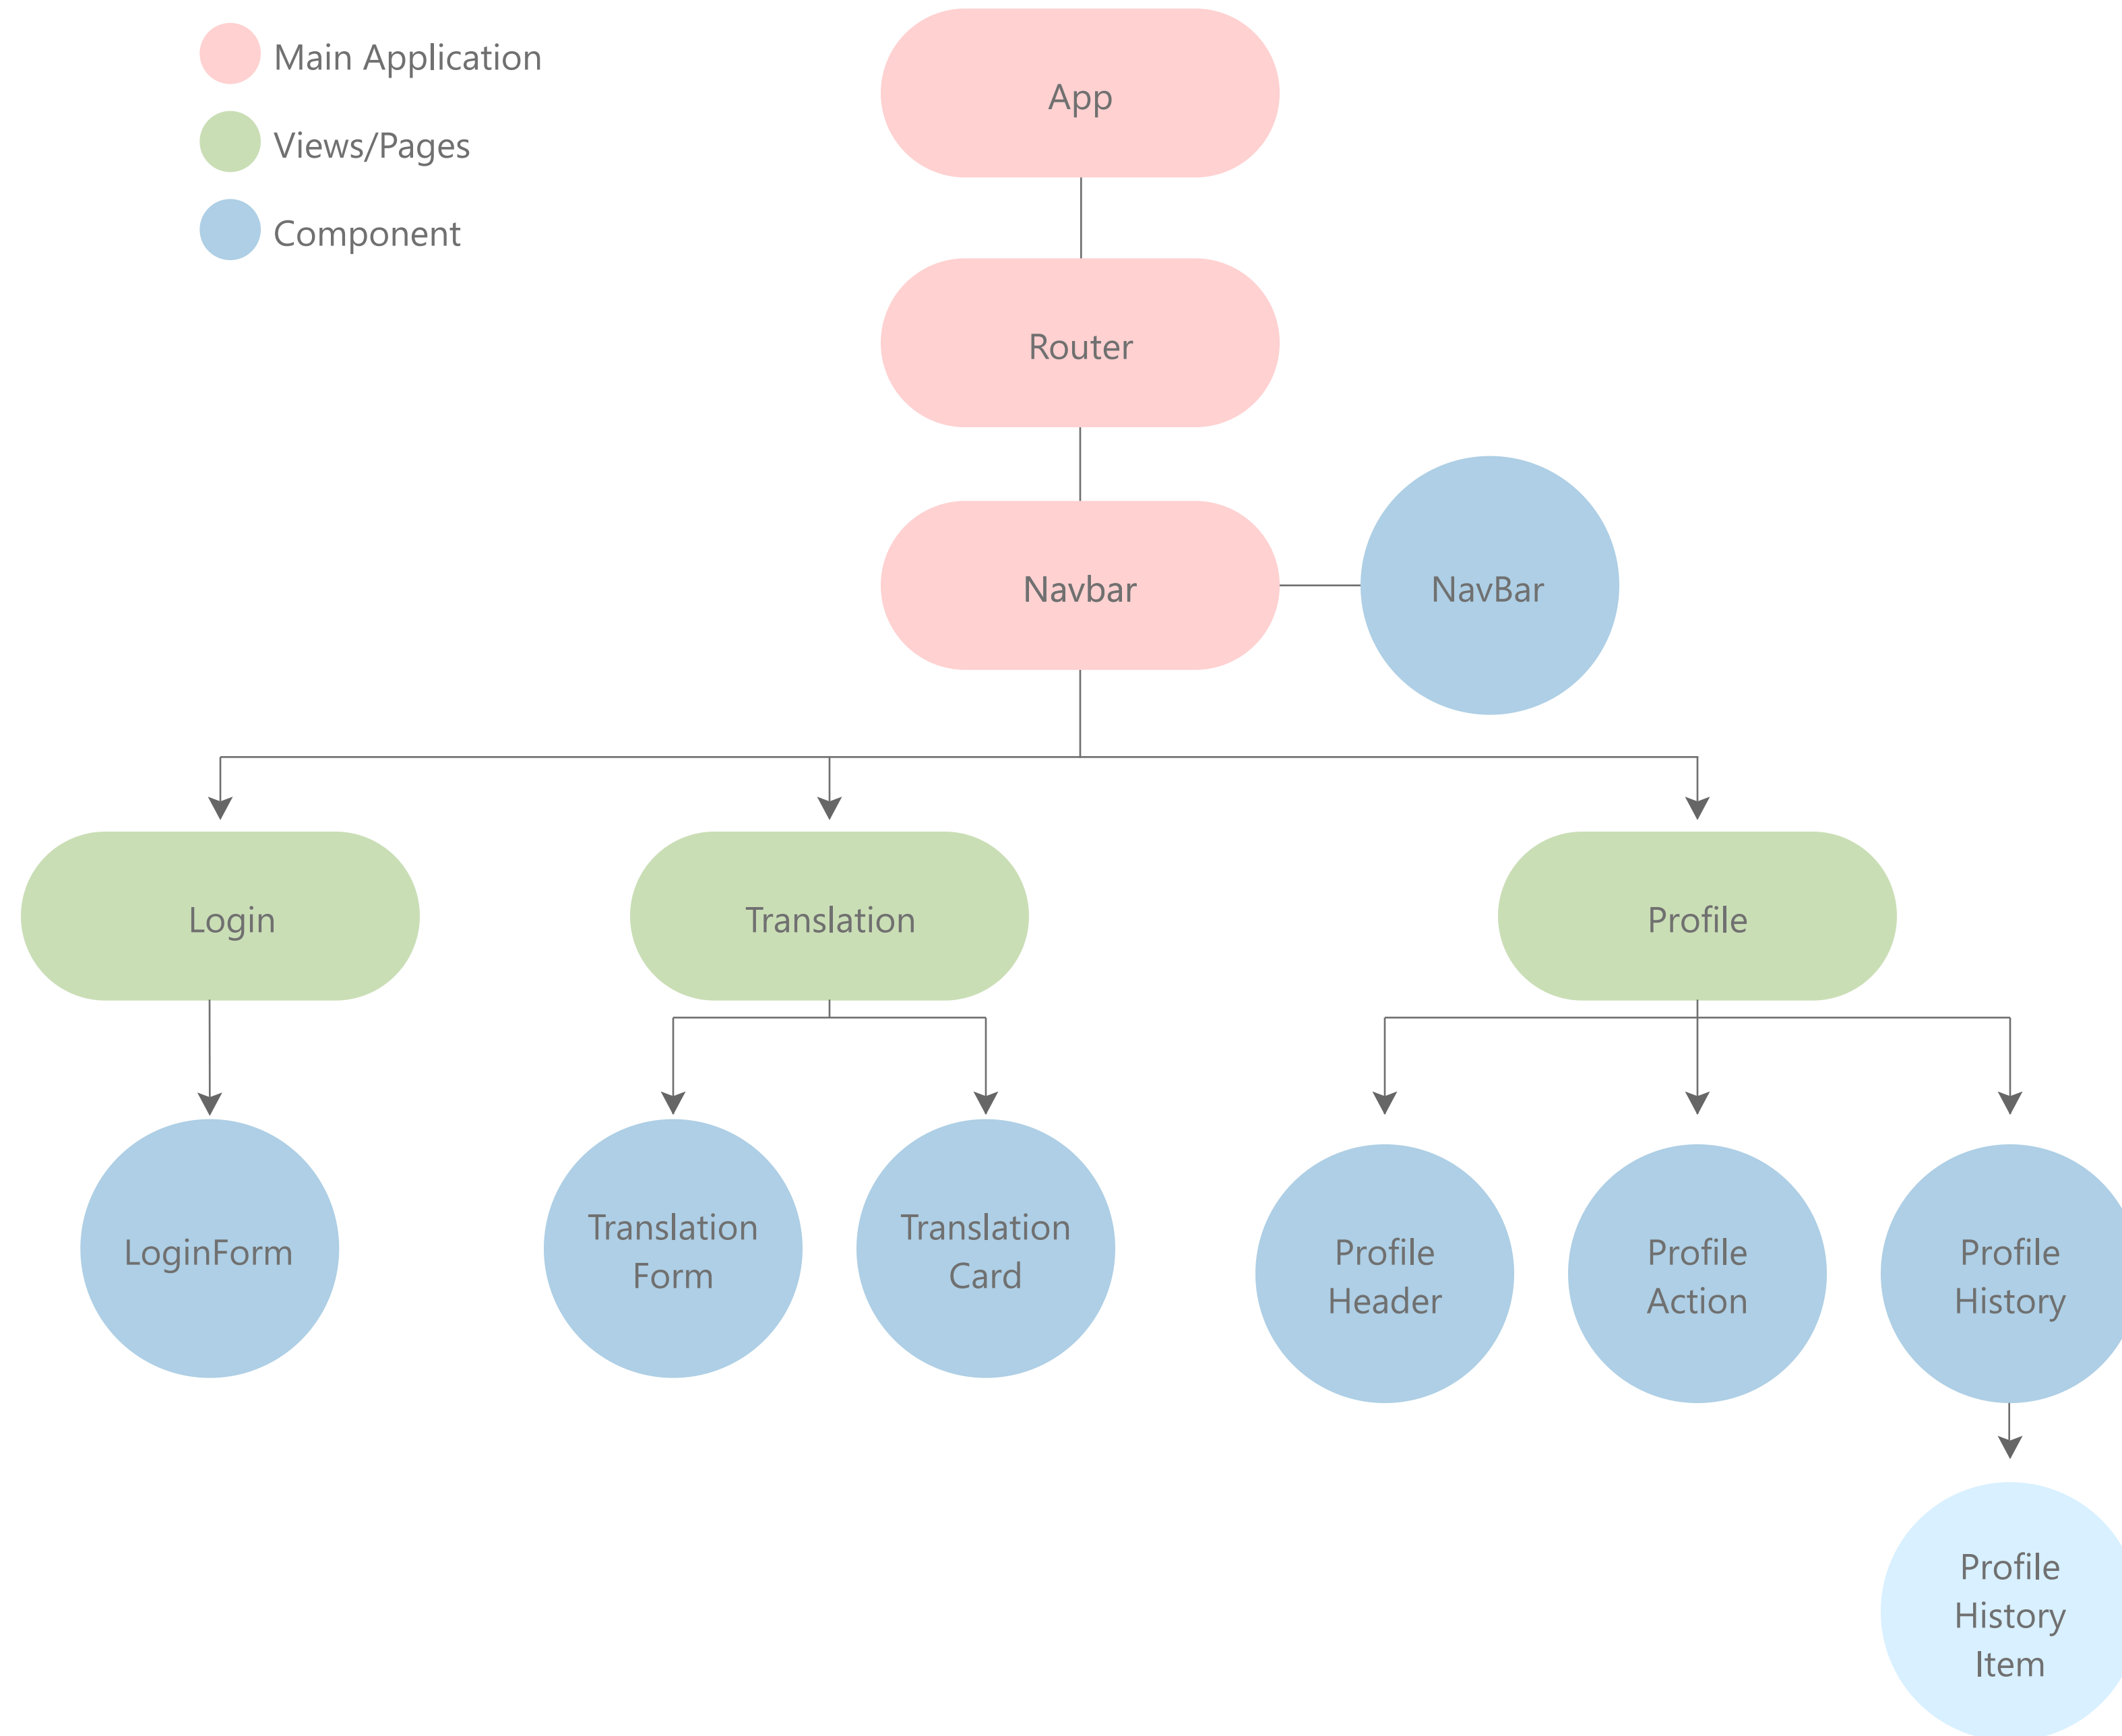 Main Application
Views/Pages
Component
App
Router
Navbar
NavBar
Login
Translation
Profile
LoginForm
Translation
Form
Translation
Card
Profile
Header
Profile
Action
Profile
History
Profile
History
Item